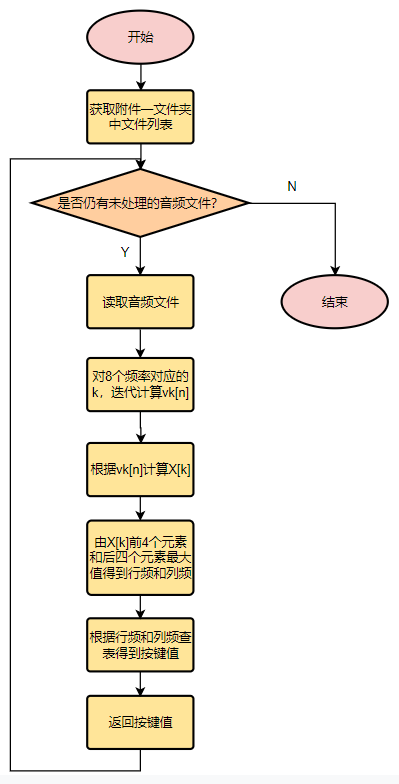 开始
获取附件一文件夹
中文件列表
是否仍有未处理的音频文件?
N
Y
结束
读取音频文件
对8个频率对应的
k，迭代计算vk[n]
根据vk[n]计算X[k]
由X[k]前4个元素
和后四个元素最大
值得到行频和列频
根据行频和列频查
表得到按键值
返回按键值